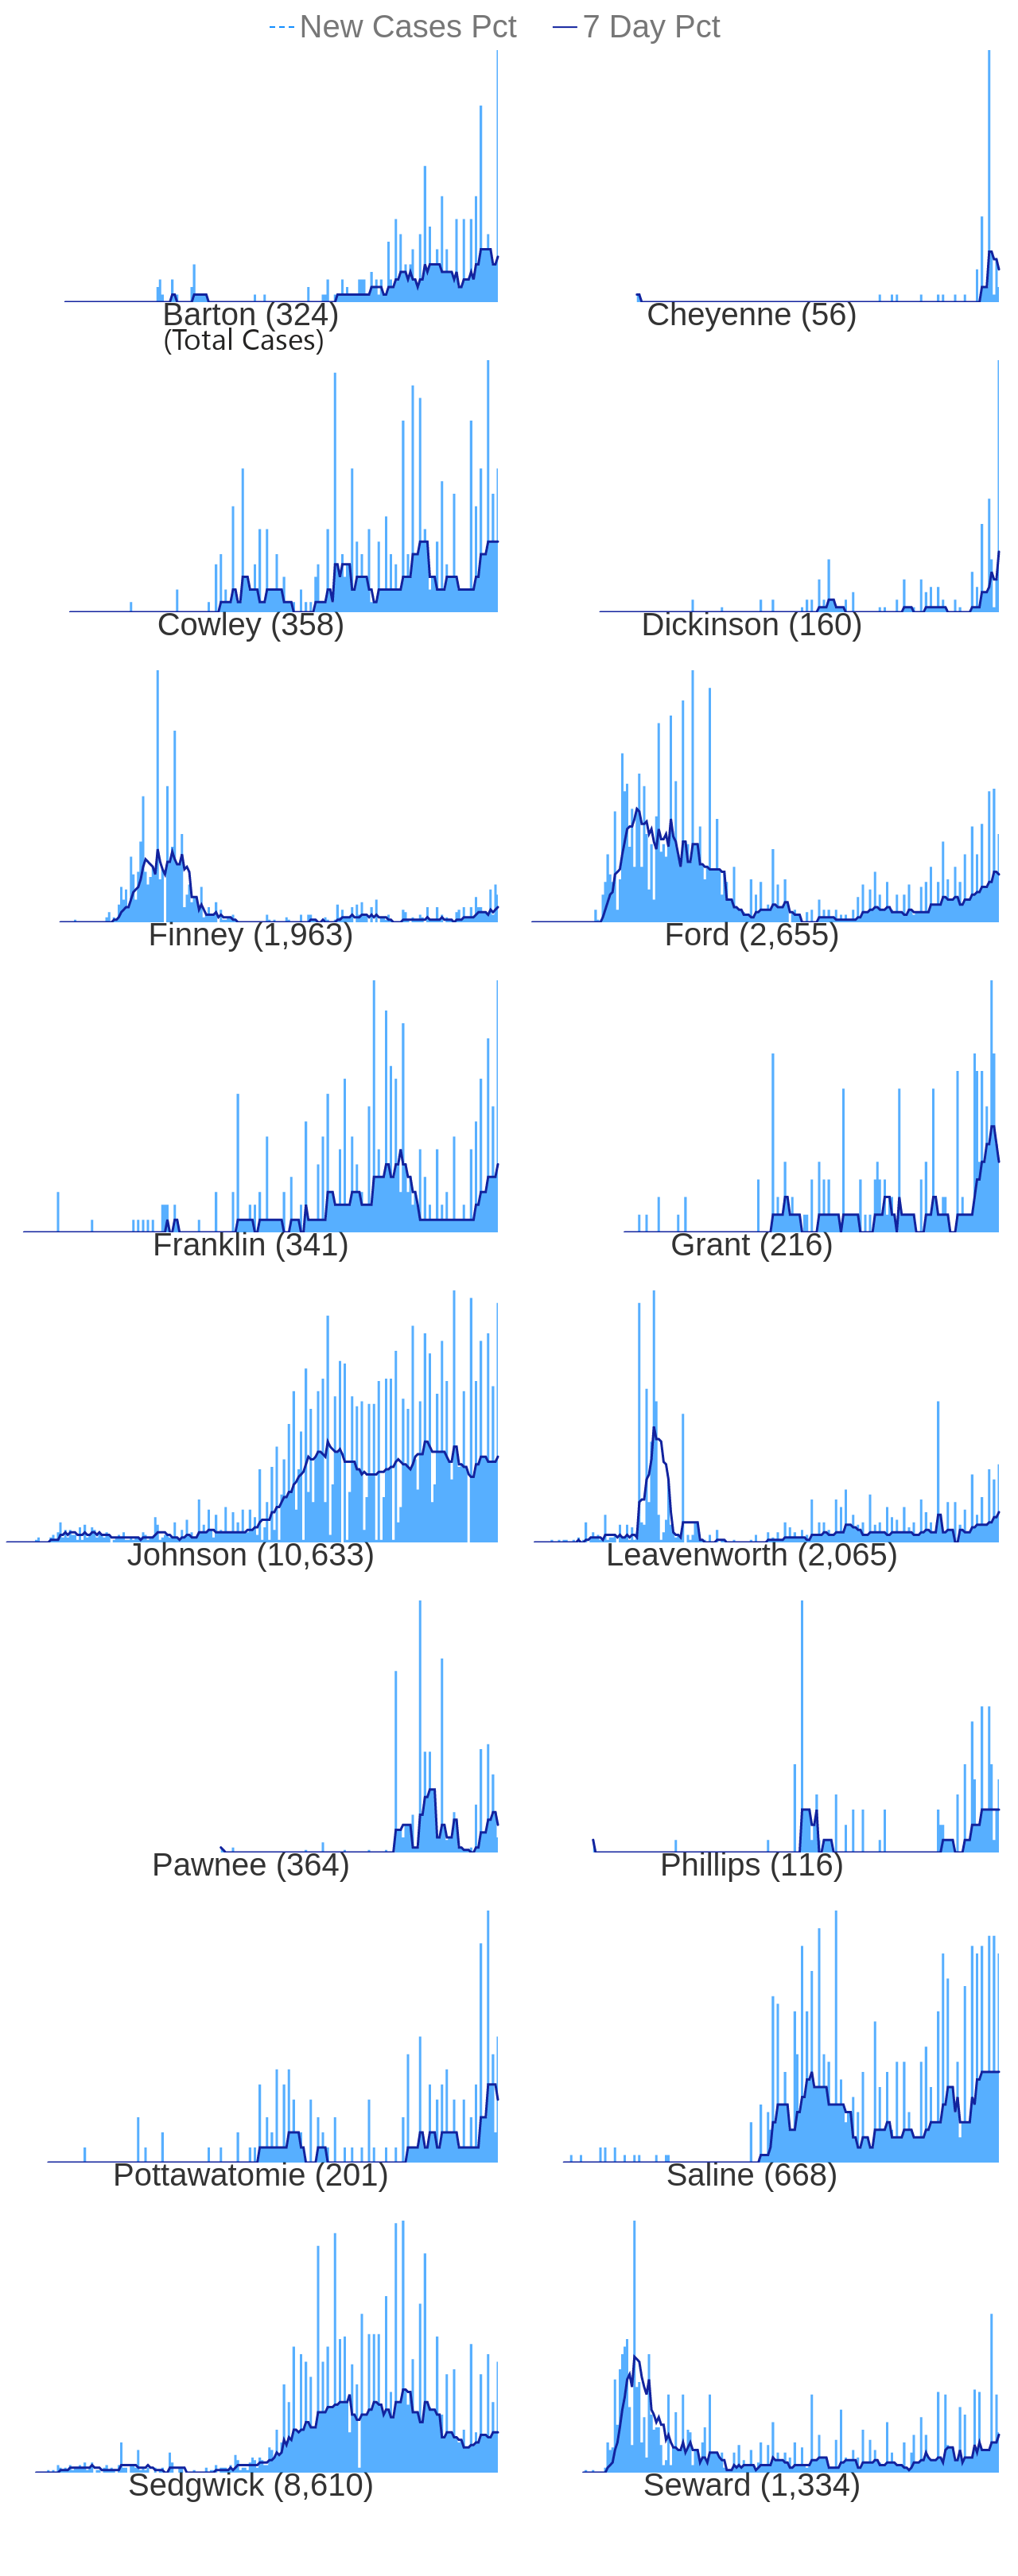 New Cases Pct 7 Day Pct
Barton (324) Cheyenne (56)
(Total Cases)
Cowley (358) Dickinson (160)
Finney (1,963) Ford (2,655)
Franklin (341) Grant (216)
Johnson (10,633) Leavenworth (2,065)
Pawnee (364) Phillips (116)
Pottawatomie (201) Saline (668)
Sedgwick (8,610) Seward (1,334)